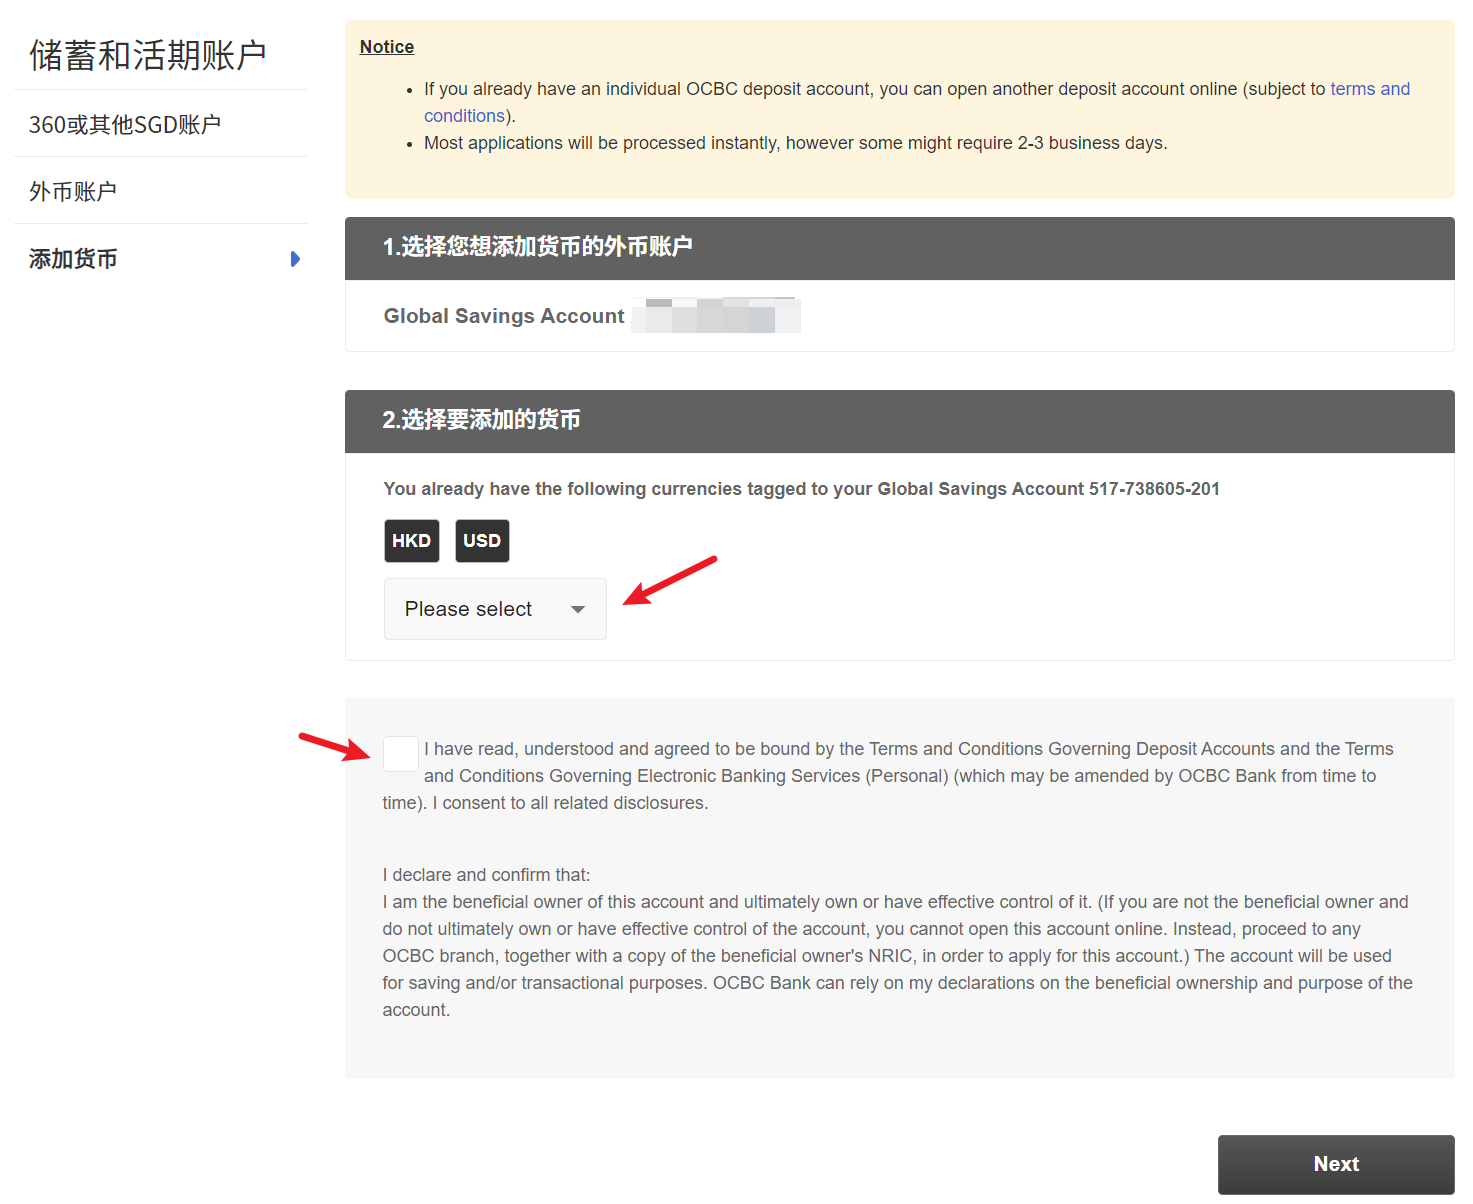 储蓄和活期账户
360或其他SGD账户
外币账户
添加货币
Notice
If you already have an individual OCBC deposit account, you can open another deposit account online (subject to terms and
conditions).
Most applications will be processed instantly, however some might require 2-3 business days.
1.选择您想添加货币的外币账户
Global Savings Account
2.选择要添加的货币
You already have the following currencies tagged to your Global Savings Account 517-738605-201
HKD USD
Please select
I have read, understood and agreed to be bound by the Terms and Conditions Governing Deposit Accounts and the Terms
and Conditions Governing Electronic Banking Services (Personal) (which may be amended by OCBC Bank from time to
time). I consent to all related disclosures.
I declare and confirm that:
I am the beneficial owner of this account and ultimately own or have effective control of it. (If you are not the beneficial owner and
do not ultimately own or have effective control of the account, you cannot open this account online. Instead, proceed to any
OCBC branch, together with a copy of the beneficial owner's NRIC, in order to apply for this account.) The account will be used
for saving and/or transactional purposes. OCBC Bank can rely on my declarations on the beneficial ownership and purpose of the
account.
Next